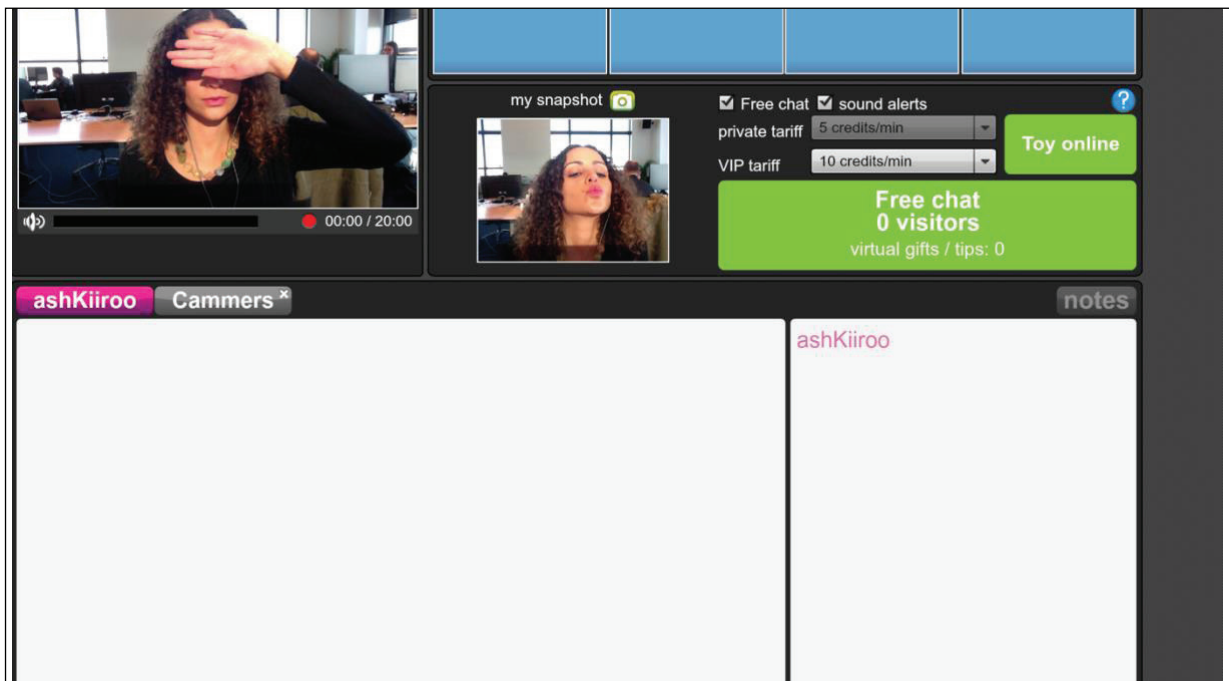 my snapshot
Free chat sound alerts
?
private tariff 5 credits/min
VIP tariff 10 credits/min
Toy online
Free chat
0 visitors
virtual gifts / tips: 0
00:00 / 20:00
ashKiiroo Cammers x notes
ashKiiroo